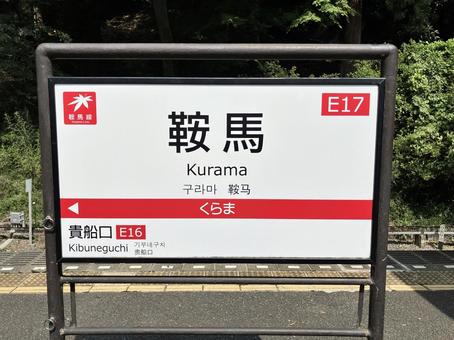 鞍馬線
E17
鞍馬
Kurama
구라마 鞍马
くらま
貴船口 E16
Kibuneguchi
기부네구치
贵船口